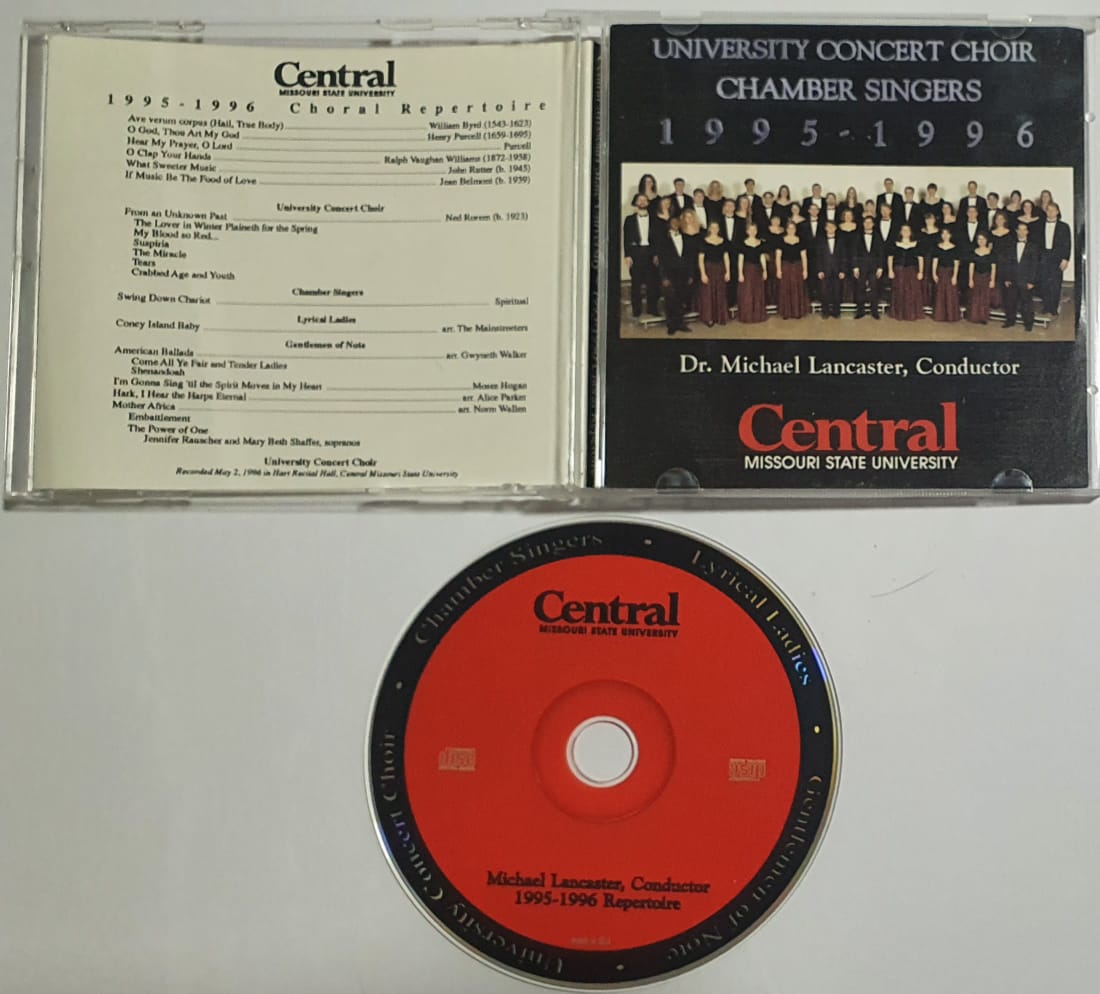 Central
MISSOURI STATE UNIVERSITY
1995-1996 Choral Repertoire
Ave verum corpus (Hail, True Body) William Byrd (1543-1623)
O God, Thou Art My God Henry Purcell (1659-1695)
Hear My Prayer, O Lord Purcell
O Clap Your Hands Ralph Vaughan Williams (1872-1958)
What Sweeter Music John Rutter (b. 1945)
If Music Be The Food of Love Jean Belmont (b. 1939)
University Concert Choir
From an Unknown Past Ned Rorem (b. 1923)
The Lover in Winter Plaineth for the Spring
My Blood so Red...
Suspiria
The Miracle
Tears
Crabbed Age and Youth
Chamber Singers
Swing Down Chariot Spiritual
Lyrical Ladies
Coney Island Baby arr. The Mainstreeters
Gentlemen of Note
American Ballads arr. Gwyneth Walker
Come All Ye Fair and Tender Ladies
Shenandoah
I'm Gonna Sing 'til the Spirit Moves in My Heart Moses Hogan
Hark, I Hear the Harps Eternal arr. Alice Parker
Mother Africa arr. Norm Wallen
Embattlement
The Power of One
Jennifer Rauscher and Mary Beth Shaffer, sopranos
University Concert Choir
Recorded May 2, 1996 in Hart Recital Hall, Central Missouri State University
UNIVERSITY CONCERT CHOIR
CHAMBER SINGERS
1995-1996
Dr. Michael Lancaster, Conductor
Central
MISSOURI STATE UNIVERSITY
Chamber Singers • Lyrical Ladies • Gentlemen of Note • University Concert Choir •
Central
MISSOURI STATE UNIVERSITY
disc
Michael Lancaster, Conductor
1995-1996 Repertoire